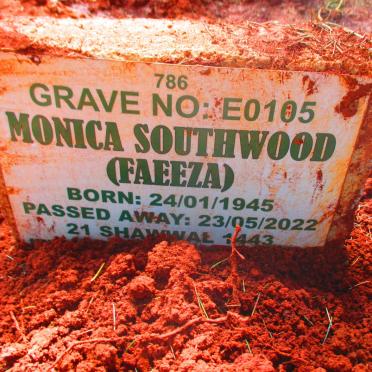 786
GRAVE NO: E0105
MONICA SOUTHWOOD
(FAEEZA)
BORN: 24/01/1945
PASSED AWAY: 23/05/2022
21 SHAWWAL 1443